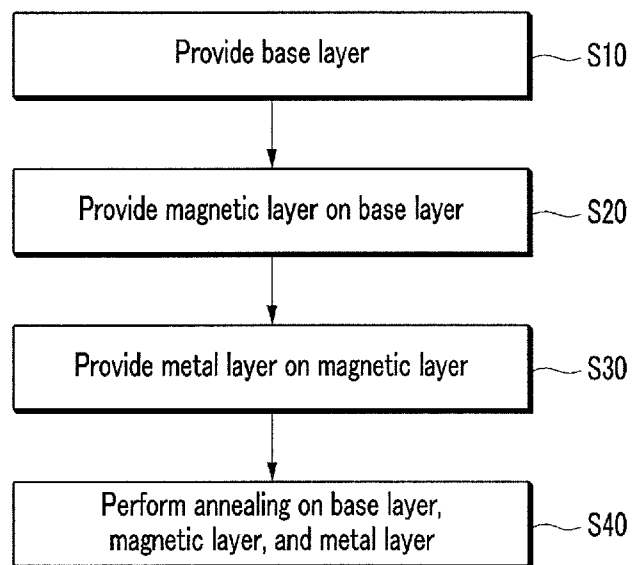 Provide base layer
S10
Provide magnetic layer on base layer
S20
Provide metal layer on magnetic layer
S30
Perform annealing on base layer,
magnetic layer, and metal layer
S40